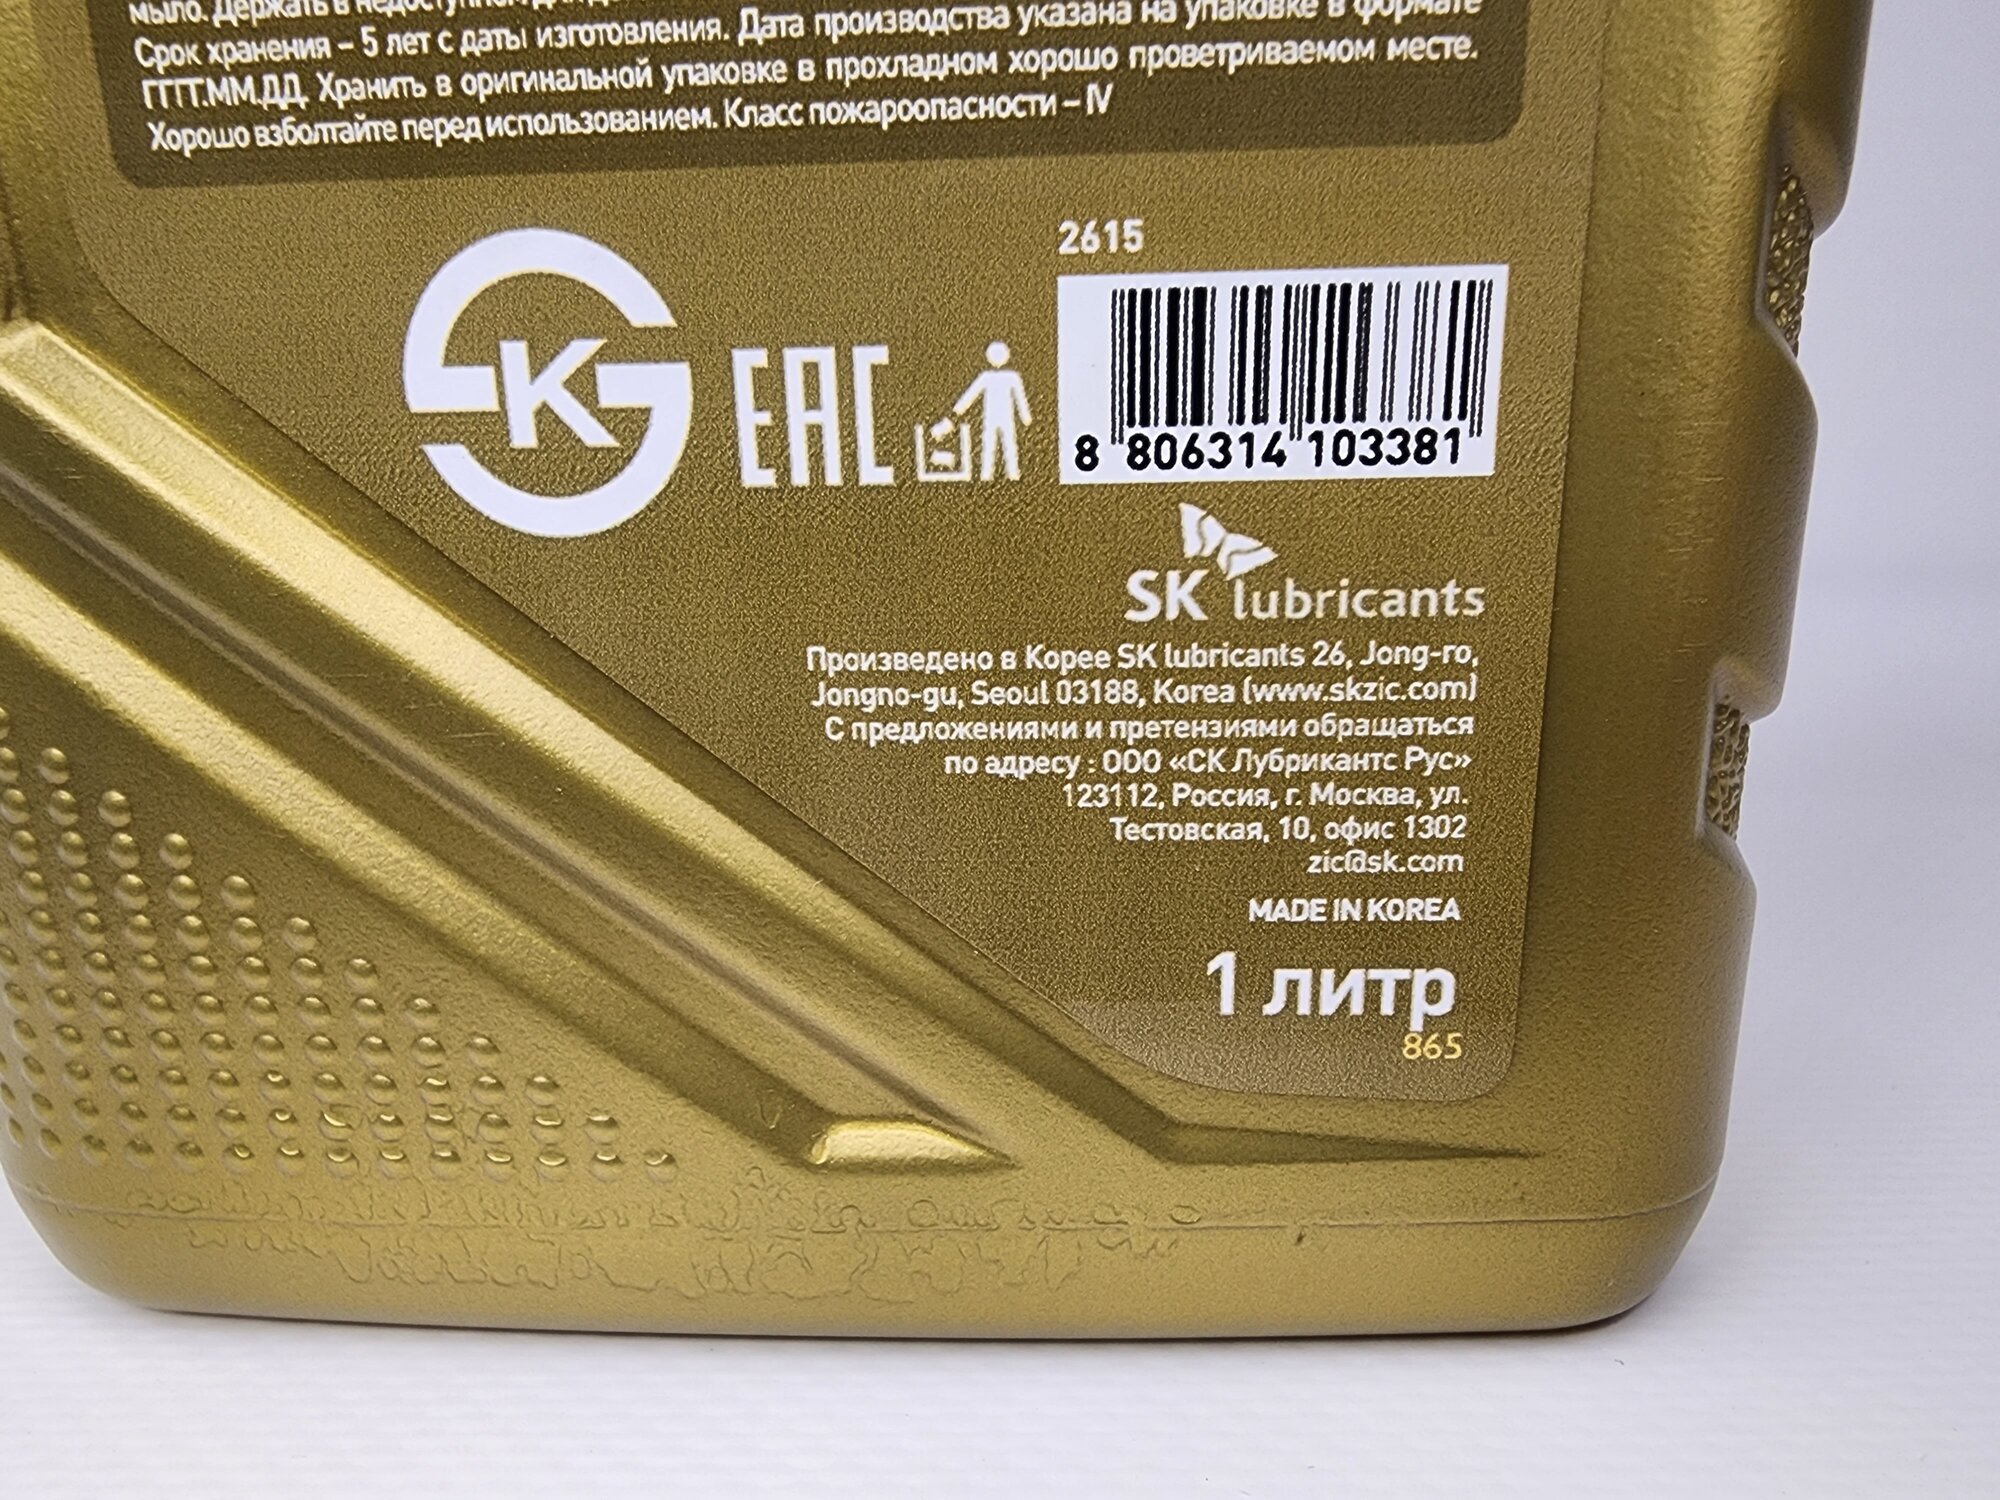 мыло. Держать в недоступном для
Срок хранения – 5 лет с даты изготовления. Дата производства указана на упаковке в формате
ГГГГ.ММ.ДД. Хранить в оригинальной упаковке в прохладном хорошо проветриваемом месте.
Хорошо взболтайте перед использованием. Класс пожароопасности – IV
2615
K
EAC
8 806314 103381
SK lubricants
Произведено в Корее SK lubricants 26, Jong-ro,
Jongno-gu, Seoul 03188, Korea (www.skzic.com)
С предложениями и претензиями обращаться
по адресу : ООО «СК Лубрикантс Рус»
123112, Россия, г. Москва, ул.
Тестовская, 10, офис 1302
zic@sk.com
MADE IN KOREA
1 литр
865